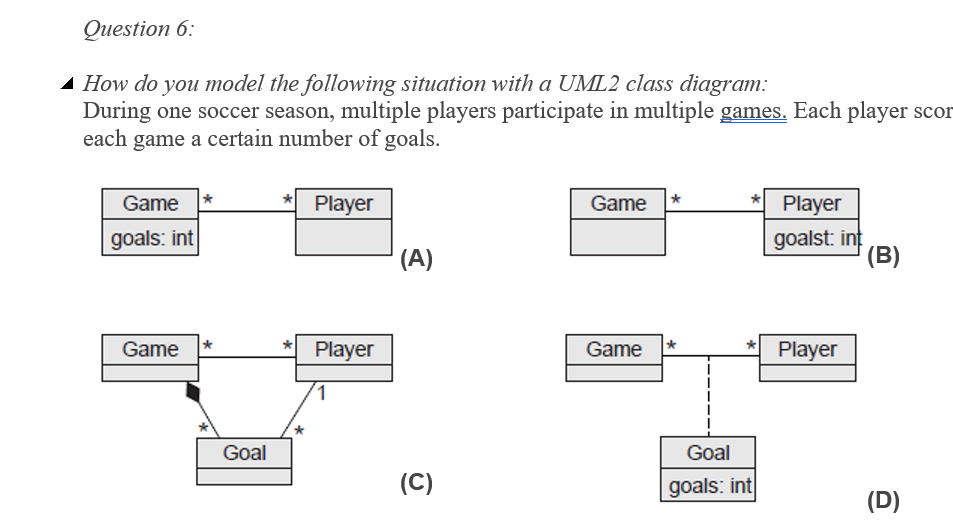 Question 6:
How do you model the following situation with a UML2 class diagram:
During one soccer season, multiple players participate in multiple games. Each player scor
each game a certain number of goals.
Game * * Player
goals: int
(A)
Game * * Player
goalst: int
(B)
Game * * Player
1
* *
Goal
(C)
Game * * Player
Goal
goals: int
(D)